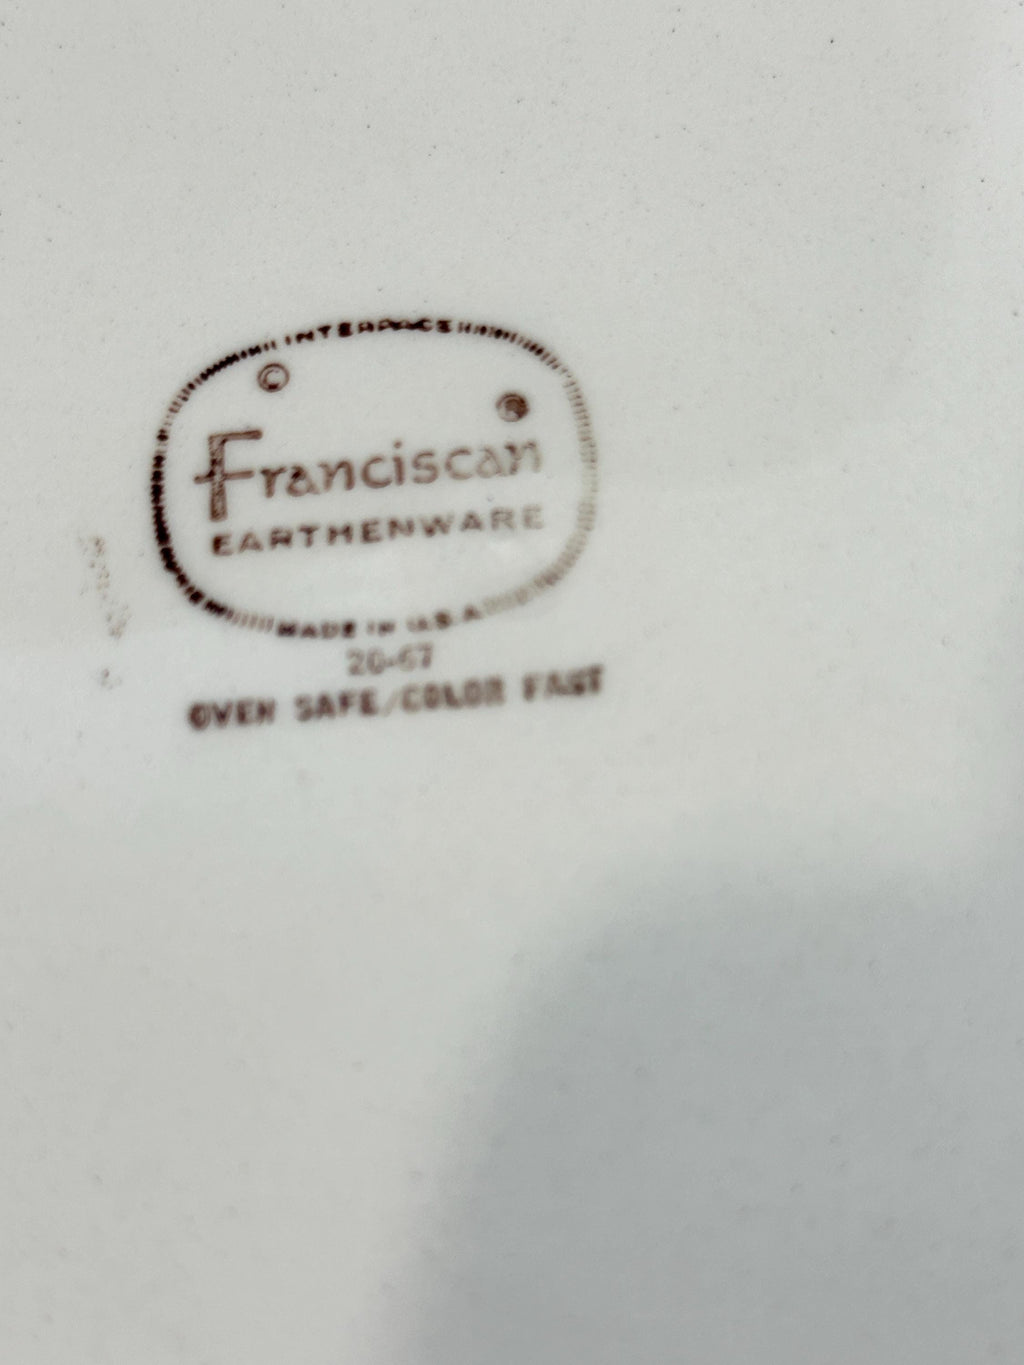 INTERPACE
© ®
Franciscan
EARTHENWARE
MADE IN U.S.A
20-67
OVEN SAFE/COLOR FAST